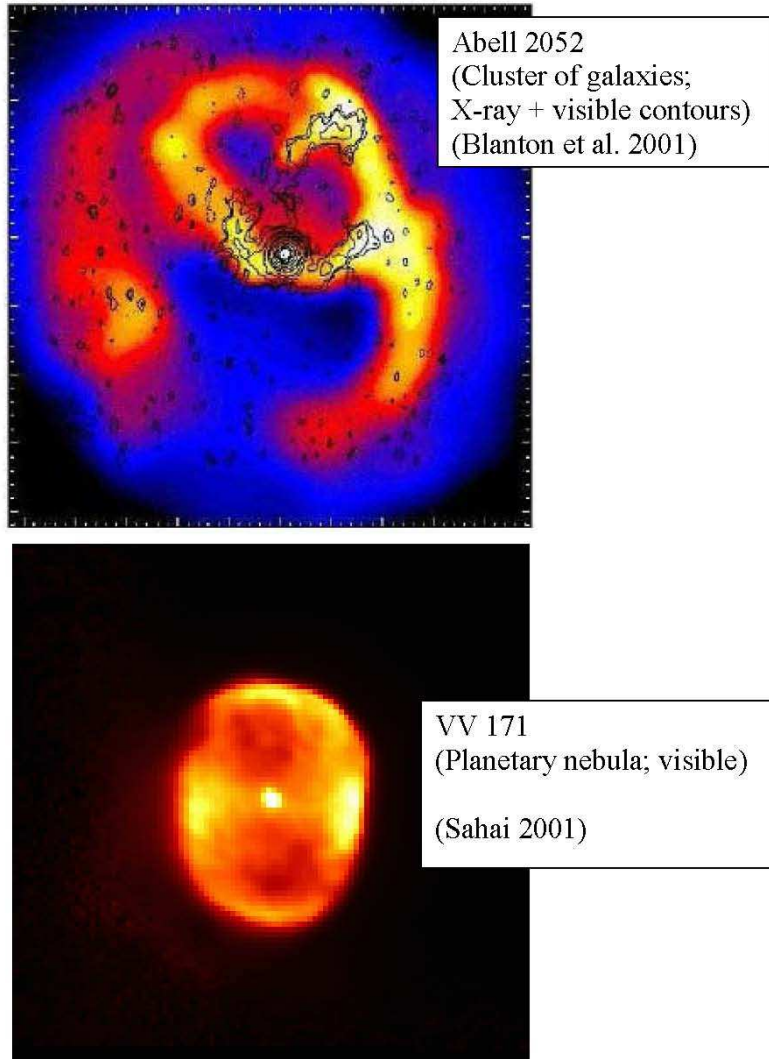 Abell 2052
(Cluster of galaxies;
X-ray + visible contours)
(Blanton et al. 2001)
VV 171
(Planetary nebula; visible)
(Sahai 2001)